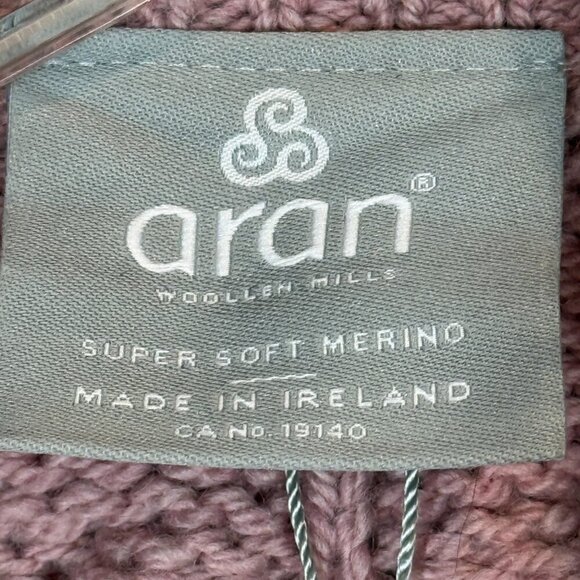 aran®
WOOLLEN MILLS
SUPER SOFT MERINO
MADE IN IRELAND
CA No. 19140